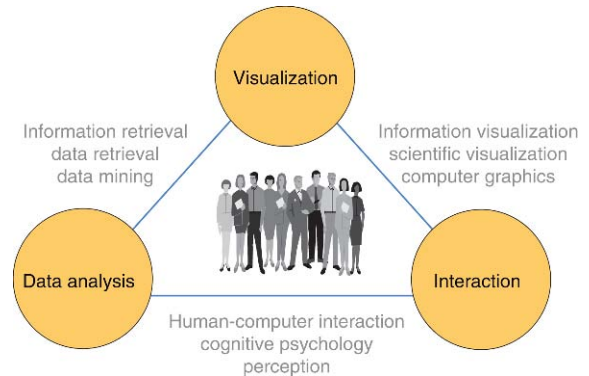 Visualization
Information retrieval
data retrieval
data mining
Information visualization
scientific visualization
computer graphics
Data analysis
Interaction
Human-computer interaction
cognitive psychology
perception